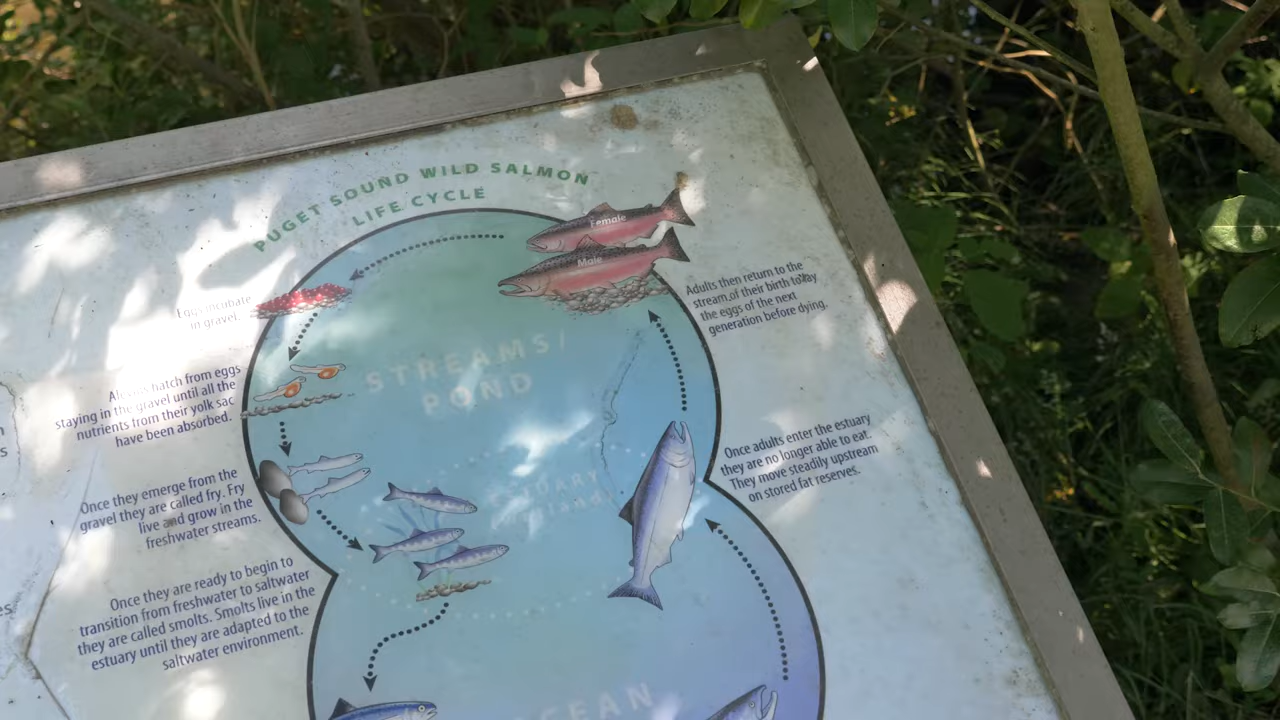 PUGET SOUND WILD SALMON
LIFE CYCLE
Female
Male
Eggs incubate
in gravel.
Adults then return to the
stream of their birth to lay
the eggs of the next
generation before dying.
STREAMS/
POND
hatch from eggs
staying in the gravel until all the
nutrients from their yolk sac
have been absorbed.
Once adults enter the estuary
they are no longer able to eat.
They move steadily upstream
on stored fat reserves.
Once they emerge from the
gravel they are called fry. Fry
live and grow in the
freshwater streams.
Once they are ready to begin to
transition from freshwater to saltwater
they are called smolts. Smolts live in the
estuary until they are adapted to the
saltwater environment.